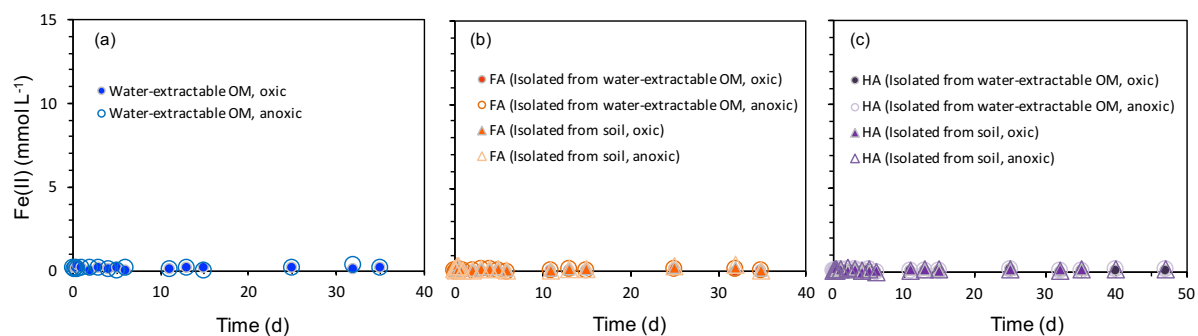 (a)
Water-extractable OM, oxic
Water-extractable OM, anoxic
Fe(II) (mmol L-1)
15
10
5
0
0 10 20 30 40
Time (d)
(b)
FA (Isolated from water-extractable OM, oxic)
FA (Isolated from water-extractable OM, anoxic)
FA (Isolated from soil, oxic)
FA (Isolated from soil, anoxic)
0 10 20 30 40
Time (d)
(c)
HA (Isolated from water-extractable OM, oxic)
HA (Isolated from water-extractable OM, anoxic)
HA (Isolated from soil, oxic)
HA (Isolated from soil, anoxic)
0 10 20 30 40 50
Time (d)